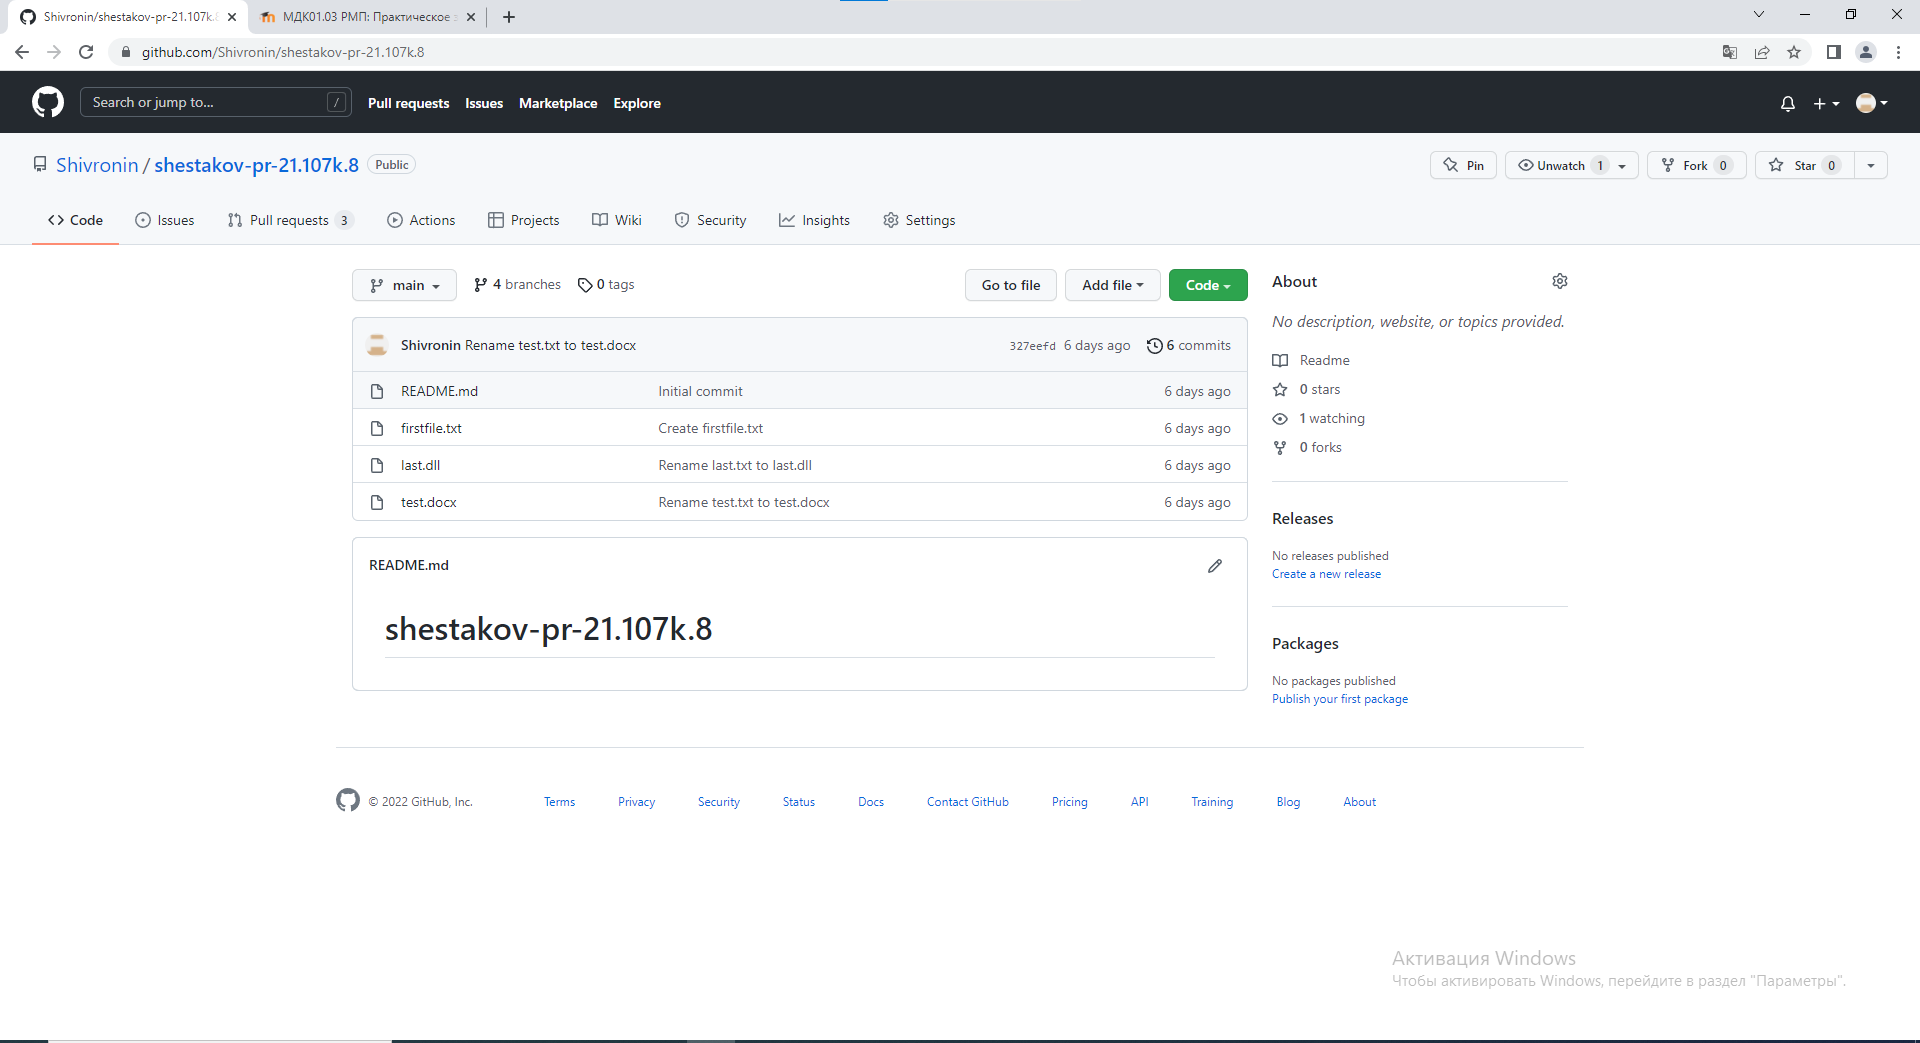 Shivronin/shestakov-pr-21.107k.8
МДК01.03 РМП: Практическое
github.com/Shivronin/shestakov-pr-21.107k.8
Search or jump to... /
Pull requests Issues Marketplace Explore
Shivronin / shestakov-pr-21.107k.8 Public
Pin Unwatch 1 Fork 0 Star 0
Code Issues Pull requests 3 Actions Projects Wiki Security Insights Settings
main 4 branches 0 tags Go to file Add file Code
Shivronin Rename test.txt to test.docx 327eefd 6 days ago 6 commits
README.md Initial commit 6 days ago
firstfile.txt Create firstfile.txt 6 days ago
last.dll Rename last.txt to last.dll 6 days ago
test.docx Rename test.txt to test.docx 6 days ago
README.md
shestakov-pr-21.107k.8
About
No description, website, or topics provided.
Readme
0 stars
1 watching
0 forks
Releases
No releases published
Create a new release
Packages
No packages published
Publish your first package
© 2022 GitHub, Inc. Terms Privacy Security Status Docs Contact GitHub Pricing API Training Blog About
Активация Windows
Чтобы активировать Windows, перейдите в раздел "Параметры".